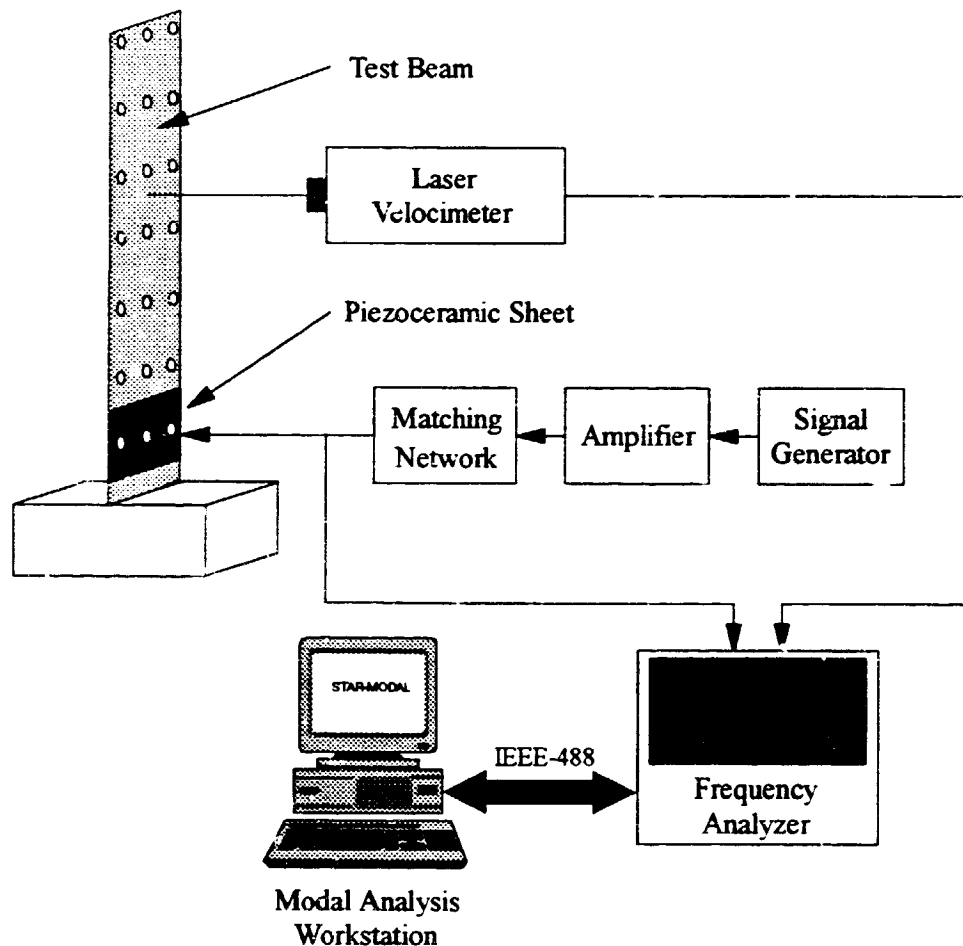 Test Beam
Laser
Velocimeter
Piezoceramic Sheet
Matching
Network
Amplifier
Signal
Generator
STAR-MODAL
IEEE-488
Frequency
Analyzer
Modal Analysis
Workstation